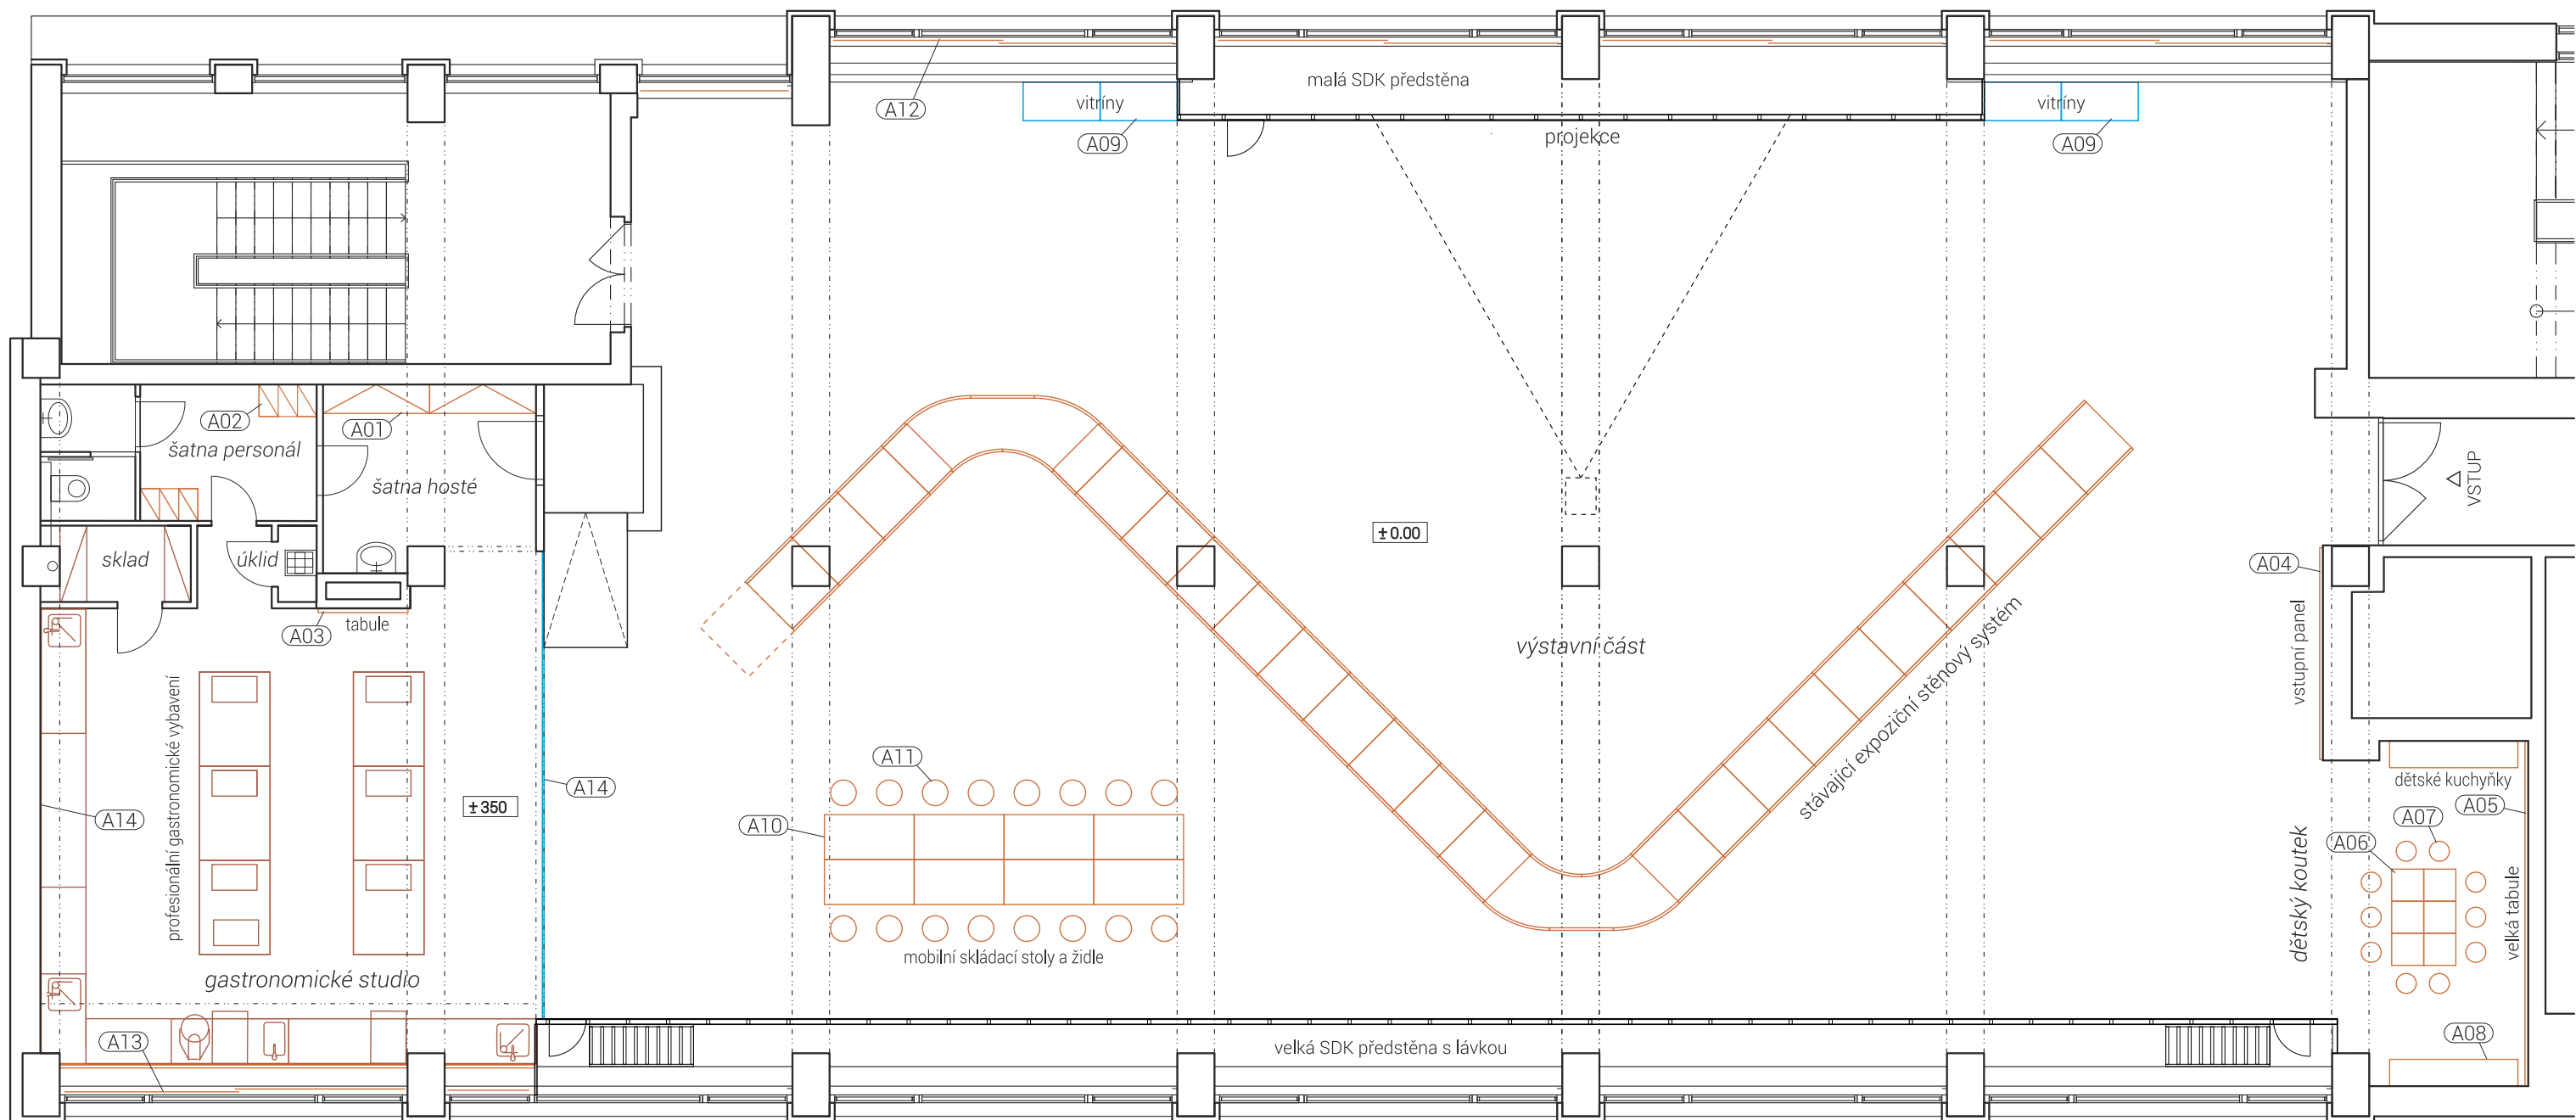 malá SDK předstěna
A12
vitríny
A09
projekce
vitríny
A09
A02
šatna personál
A01
šatna hosté
sklad
úklid
A03
tabule
±0.00
VSTUP
A04
vstupní panel
výstavní část
stávající expoziční stěnový systém
profesionální gastronomické vybavení
A14
±350
A14
A11
A10
mobilní skládací stoly a židle
dětské kuchyňky
A05
A07
A06
dětský koutek
velká tabule
gastronomické studio
A13
velká SDK předstěna s lávkou
A08